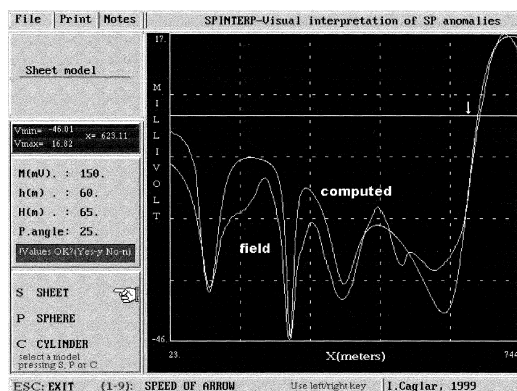 File Print Notes SPINTERP-Visual interpretation of SP anomalies
Sheet model
Vmin= -46.01
Vmax= 16.82
x= 623.11
M(mV). : 150.
h(m) . : 60.
H(m) : 65.
P.angle: 25.
!Values OK?(Yes-y No-n)
S SHEET
P SPHERE
C CYLINDER
select a model
pressing S, P or C
17.
MILLIVOLT
computed
field
-46.
23.
X(meters)
744
ESC: EXIT (1-9): SPEED OF ARROW Use left/right key I.Caglar, 1999